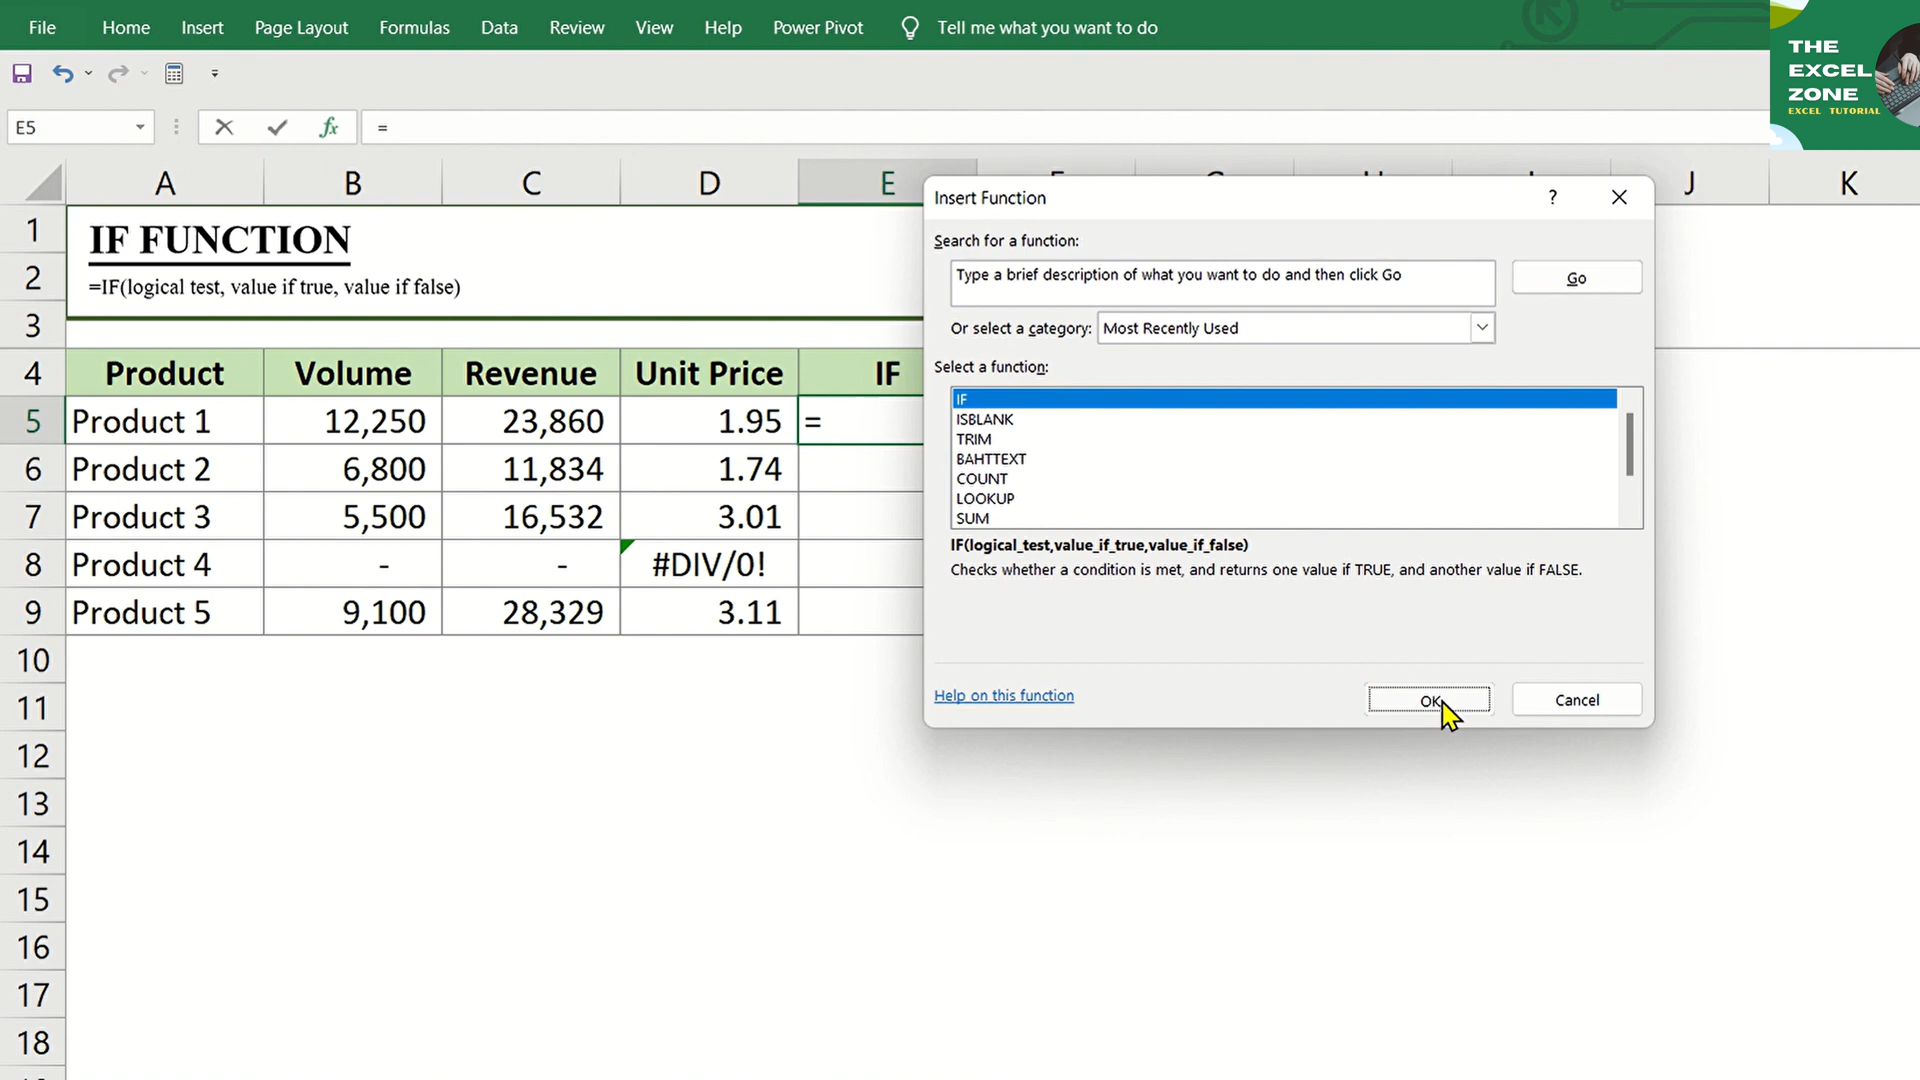 File Home Insert Page Layout Formulas Data Review View Help Power Pivot Tell me what you want to do
THE
EXCEL
ZONE
EXCEL TUTORIAL
E5 fx =
A B C D E J K
Insert Function ?
Search for a function:
Type a brief description of what you want to do and then click Go
Go
Or select a category: Most Recently Used
Select a function:
IF
ISBLANK
TRIM
BAHTTEXT
COUNT
LOOKUP
SUM
IF(logical_test,value_if_true,value_if_false)
Checks whether a condition is met, and returns one value if TRUE, and another value if FALSE.
Help on this function
OK Cancel
1 IF FUNCTION
2 =IF(logical test, value if true, value if false)
3
4 Product Volume Revenue Unit Price IF
5 Product 1 12,250 23,860 1.95 =
6 Product 2 6,800 11,834 1.74
7 Product 3 5,500 16,532 3.01
8 Product 4 - - #DIV/0!
9 Product 5 9,100 28,329 3.11
10
11
12
13
14
15
16
17
18